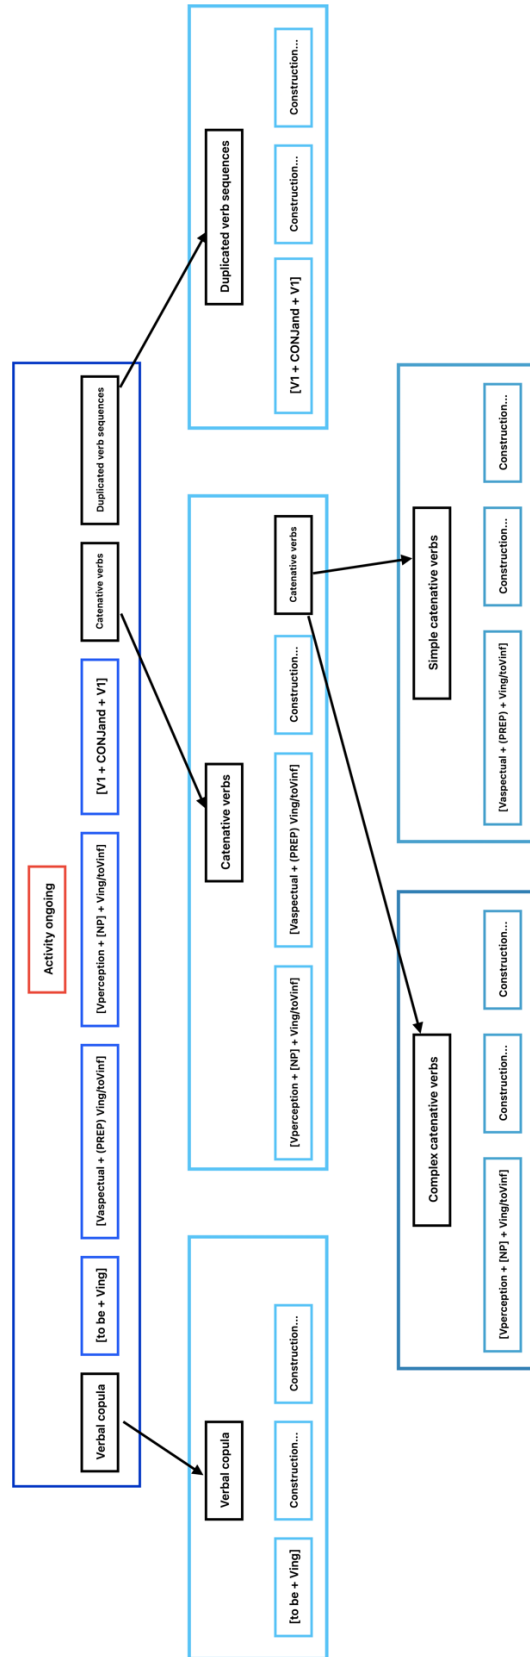 Activity ongoing
Verbal copula
[to be + Ving]
[Vaspectual + (PREP) Ving/toVinf]
[Vperception + [NP] + Ving/toVinf]
[V1 + CONJand + V1]
Catenative verbs
Duplicated verb sequences
Verbal copula
[to be + Ving]
Construction...
Construction...
Catenative verbs
[Vperception + [NP] + Ving/toVinf]
[Vaspectual + (PREP) Ving/toVinf]
Construction...
Catenative verbs
Duplicated verb sequences
[V1 + CONJand + V1]
Construction...
Construction...
Complex catenative verbs
[Vperception + [NP] + Ving/toVinf]
Construction...
Construction...
Simple catenative verbs
[Vaspectual + (PREP) + Ving/toVinf]
Construction...
Construction...